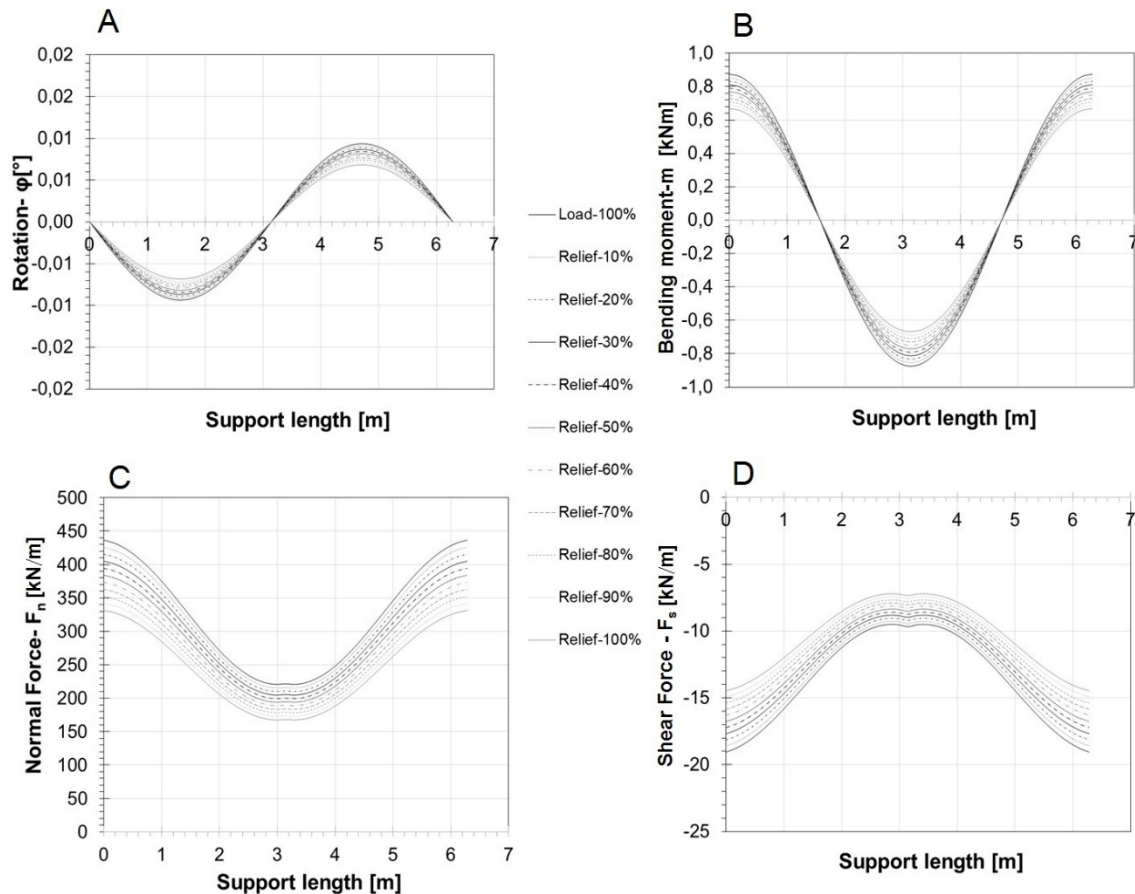 A
0,02
0,02
0,01
0,01
0,00
-0,01
-0,01
-0,02
-0,02
0 1 2 3 4 5 6 7
Rotation- φ[°]
Support length [m]
B
1,0
0,8
0,6
0,4
0,2
0,0
-0,2
-0,4
-0,6
-0,8
-1,0
0 1 2 3 4 5 6 7
Bending moment-m [kNm]
Support length [m]
Load-100%
Relief-10%
Relief-20%
Relief-30%
Relief-40%
Relief-50%
Relief-60%
Relief-70%
Relief-80%
Relief-90%
Relief-100%
C
500
450
400
350
300
250
200
150
100
50
0
0 1 2 3 4 5 6 7
Normal Force- Fn [kN/m]
Support length [m]
D
0
-5
-10
-15
-20
-25
0 1 2 3 4 5 6 7
Shear Force - Fs [kN/m]
Support length [m]